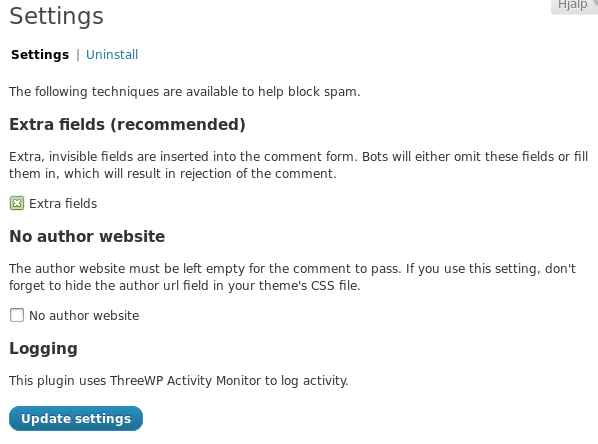 Hjälp
Settings
Settings | Uninstall
The following techniques are available to help block spam.
Extra fields (recommended)
Extra, invisible fields are inserted into the comment form. Bots will either omit these fields or fill
them in, which will result in rejection of the comment.
Extra fields
No author website
The author website must be left empty for the comment to pass. If you use this setting, don't
forget to hide the author url field in your theme's CSS file.
No author website
Logging
This plugin uses ThreeWP Activity Monitor to log activity.
Update settings